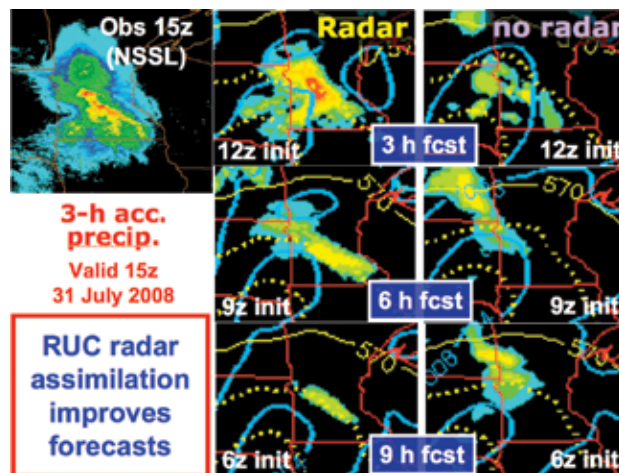 Obs 15z
(NSSL)
Radar
no radar
12z init
3 h fcst
12z init
3-h acc.
precip.
Valid 15z
31 July 2008
570
9z init
6 h fcst
9z init
RUC radar
assimilation
improves
forecasts
570
6z init
9 h fcst
6z init